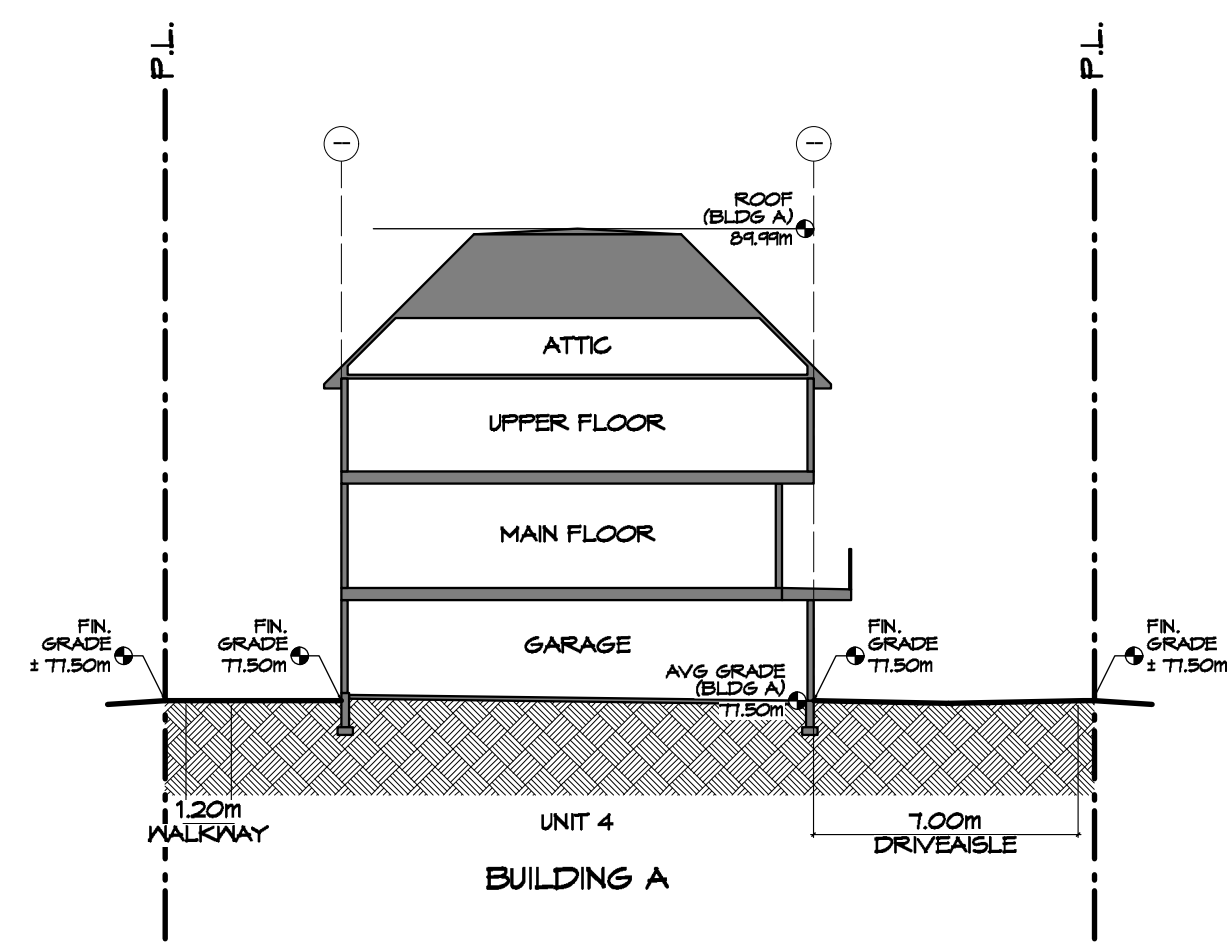 P.L.
P.L.
--
--
ROOF
(BLDG A)
89.99m
ATTIC
UPPER FLOOR
MAIN FLOOR
GARAGE
FIN.
GRADE
± 77.50m
FIN.
GRADE
77.50m
AVG GRADE
(BLDG A)
77.50m
FIN.
GRADE
77.50m
FIN.
GRADE
± 77.50m
1.20m
WALKWAY
UNIT 4
7.00m
DRIVEAISLE
BUILDING A